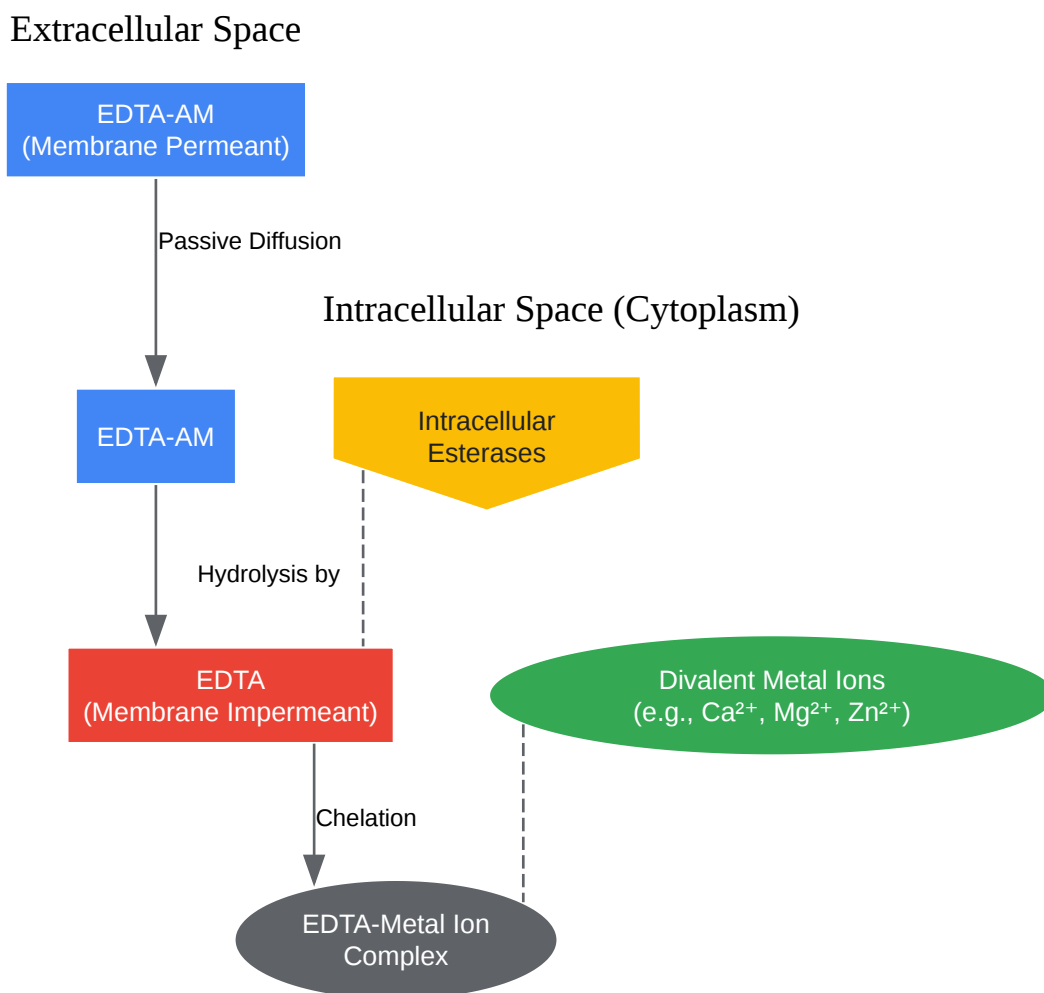 Extracellular Space
EDTA-AM
(Membrane Permeant)
Passive Diffusion
Intracellular Space (Cytoplasm)
EDTA-AM
Intracellular
Esterases
Hydrolysis by
EDTA
(Membrane Impermeant)
Divalent Metal Ions
(e.g., Ca²⁺, Mg²⁺, Zn²⁺)
Chelation
EDTA-Metal Ion
Complex